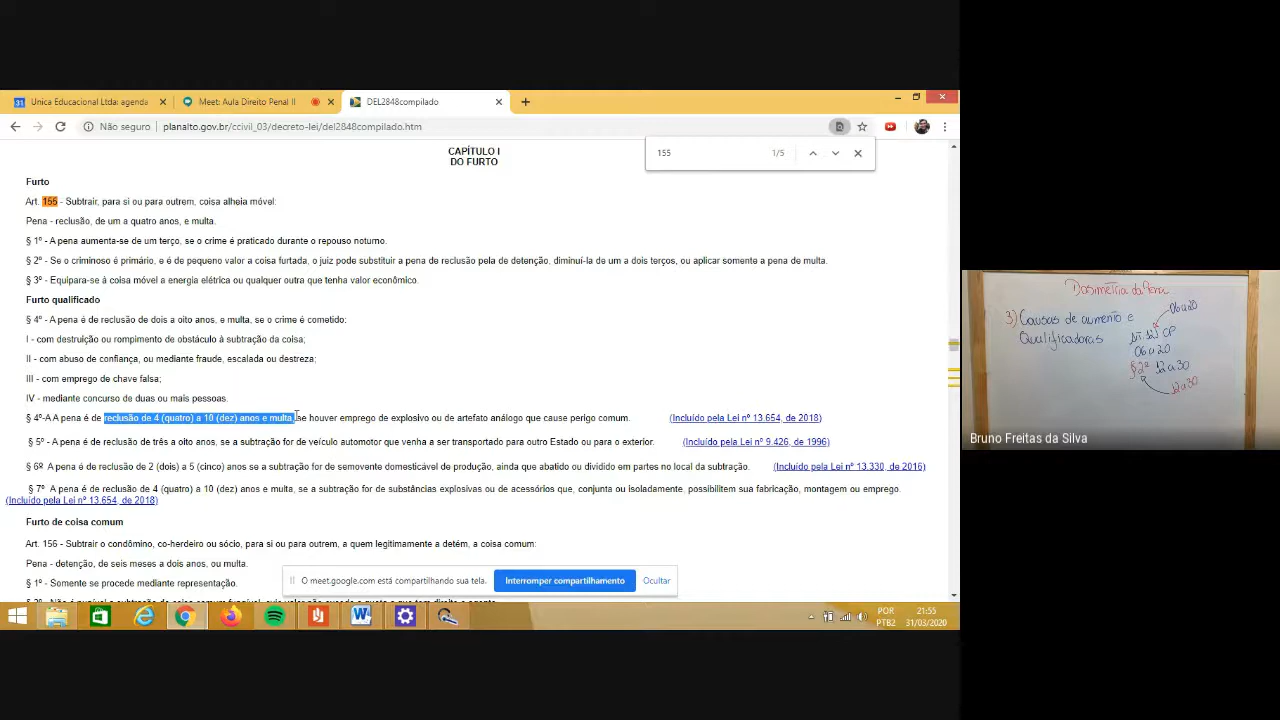 Unica Educacional Ltda: agenda
Meet: Aula Direito Penal II
DEL2848compilado
Não seguro
planalto.gov.br/ccivil_03/decreto-lei/del2848compilado.htm
155
1/5
CAPÍTULO I
DO FURTO
Furto
Art. 155 - Subtrair, para si ou para outrem, coisa alheia móvel:
Pena - reclusão, de um a quatro anos, e multa.
§ 1º - A pena aumenta-se de um terço, se o crime é praticado durante o repouso noturno.
§ 2º - Se o criminoso é primário, e é de pequeno valor a coisa furtada, o juiz pode substituir a pena de reclusão pela de detenção, diminuí-la de um a dois terços, ou aplicar somente a pena de multa.
§ 3º - Equipara-se à coisa móvel a energia elétrica ou qualquer outra que tenha valor econômico.
Furto qualificado
§ 4º - A pena é de reclusão de dois a oito anos, e multa, se o crime é cometido:
I - com destruição ou rompimento de obstáculo à subtração da coisa;
II - com abuso de confiança, ou mediante fraude, escalada ou destreza;
III - com emprego de chave falsa;
IV - mediante concurso de duas ou mais pessoas.
§ 4º-A A pena é de reclusão de 4 (quatro) a 10 (dez) anos e multa, se houver emprego de explosivo ou de artefato análogo que cause perigo comum. (Incluído pela Lei nº 13.654, de 2018)
§ 5º - A pena é de reclusão de três a oito anos, se a subtração for de veículo automotor que venha a ser transportado para outro Estado ou para o exterior. (Incluído pela Lei nº 9.426, de 1996)
§ 6º A pena é de reclusão de 2 (dois) a 5 (cinco) anos se a subtração for de semovente domesticável de produção, ainda que abatido ou dividido em partes no local da subtração. (Incluído pela Lei nº 13.330, de 2016)
§ 7º A pena é de reclusão de 4 (quatro) a 10 (dez) anos e multa, se a subtração for de substâncias explosivas ou de acessórios que, conjunta ou isoladamente, possibilitem sua fabricação, montagem ou emprego.
(Incluído pela Lei nº 13.654, de 2018)
Furto de coisa comum
Art. 156 - Subtrair o condômino, co-herdeiro ou sócio, para si ou para outrem, a quem legitimamente a detém, a coisa comum:
Pena - detenção, de seis meses a dois anos, ou multa.
§ 1º - Somente se procede mediante representação.
O meet.google.com está compartilhando sua tela.
Interromper compartilhamento
Ocultar
POR
PTB2
21:55
31/03/2020
Dosimetria da Pena
3) Causas de aumento e
Qualificadoras
06 a 20
CP
06 a 20
§2º 12 a 30
12 a 30
Bruno Freitas da Silva